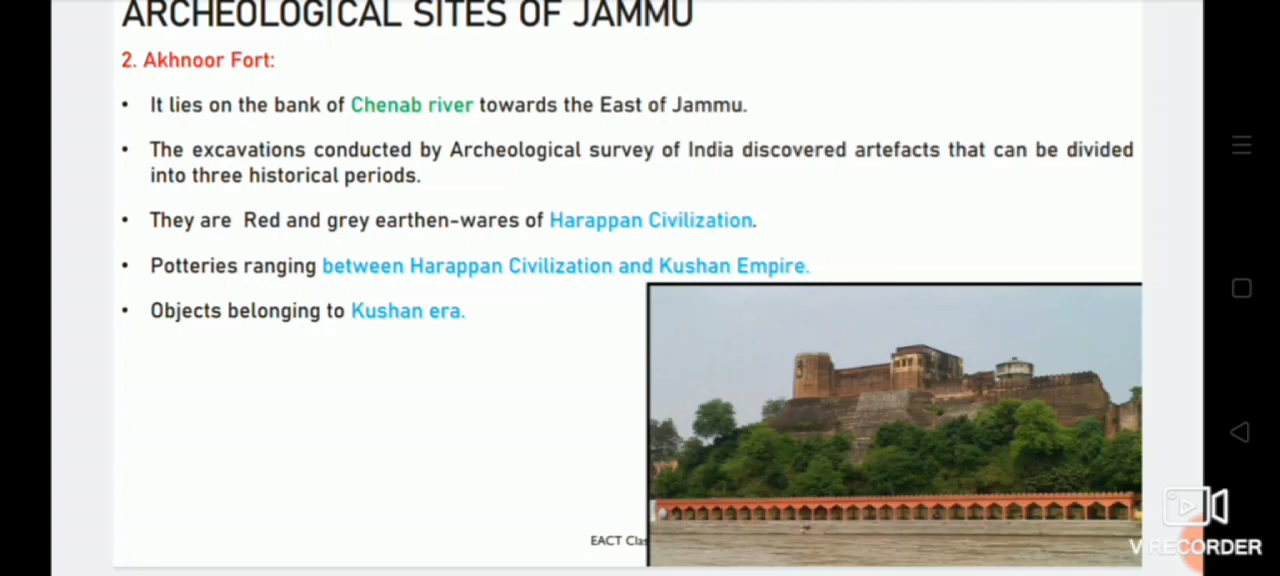 ARCHEOLOGICAL SITES OF JAMMU
2. Akhnoor Fort:
• It lies on the bank of Chenab river towards the East of Jammu.
• The excavations conducted by Archeological survey of India discovered artefacts that can be divided
into three historical periods.
• They are Red and grey earthen-wares of Harappan Civilization.
• Potteries ranging between Harappan Civilization and Kushan Empire.
• Objects belonging to Kushan era.
EACT
RECORDER